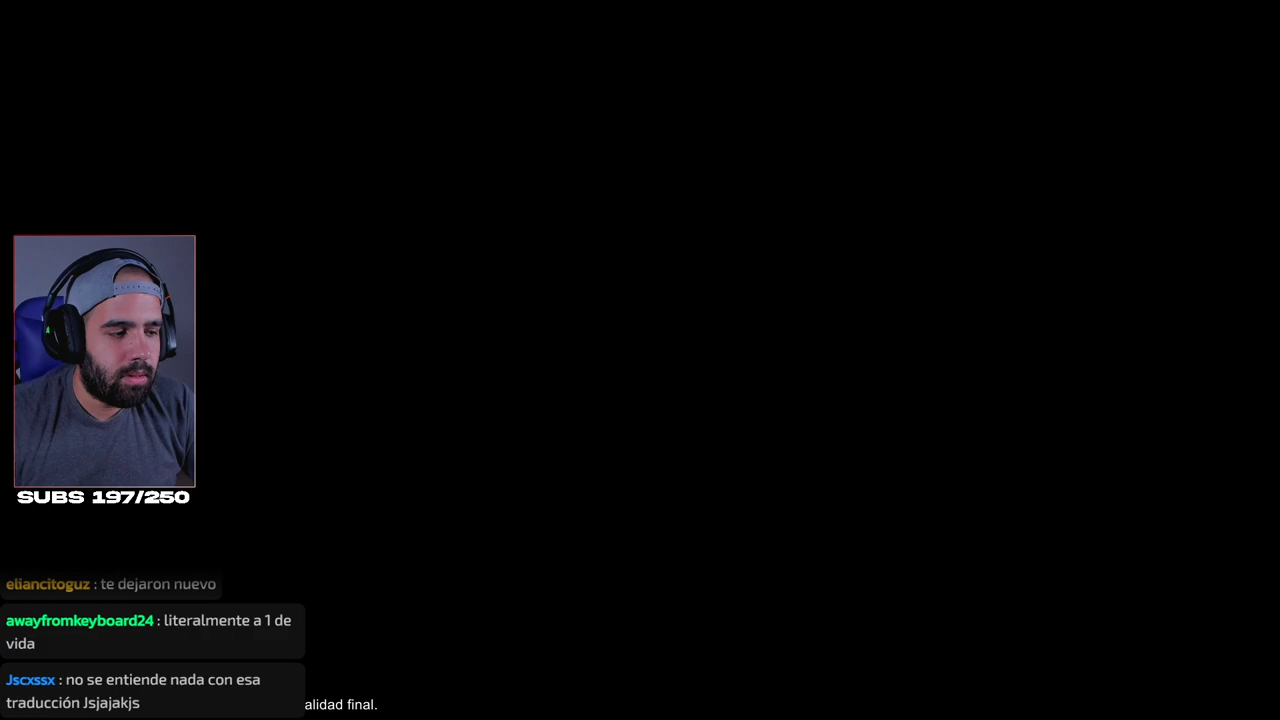 SUBS 197/250
eliancitoguz : te dejaron nuevo
awayfromkeyboard24 : literalmente a 1 de
vida
Jscxssx : no se entiende nada con esa
traducción Jsjajakjs
alidad final.